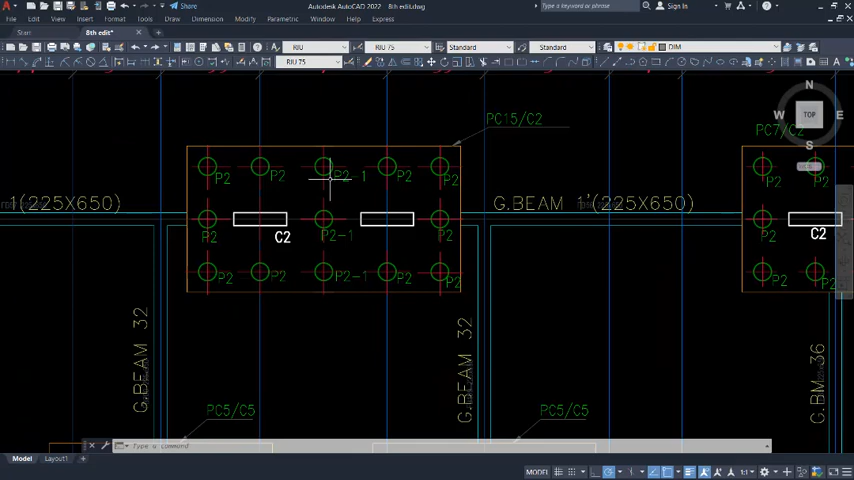 Share
Autodesk AutoCAD 2022 8th edit.dwg
Type a keyword or phrase
Sign In
File Edit View Insert Format Tools Draw Dimension Modify Parametric Window Help Express
Start 8th edit*
RIU RIU 75 Standard Standard DIM
RIU 75
N
W TOP E
S
PC15/C2
PC7/C2
P2 P2 P2-1 P2 P2
1(225X650)
G.BEAM 1'(225X650)
P2 C2 P2-1 P2
P2 C2
P2 P2 P2-1 P2 P2
P2 P2
G.BEAM 32
G.BEAM 32
G.BM 36
PC5/C5
PC5/C5
Type a command
Model Layout1
MODEL
1:1